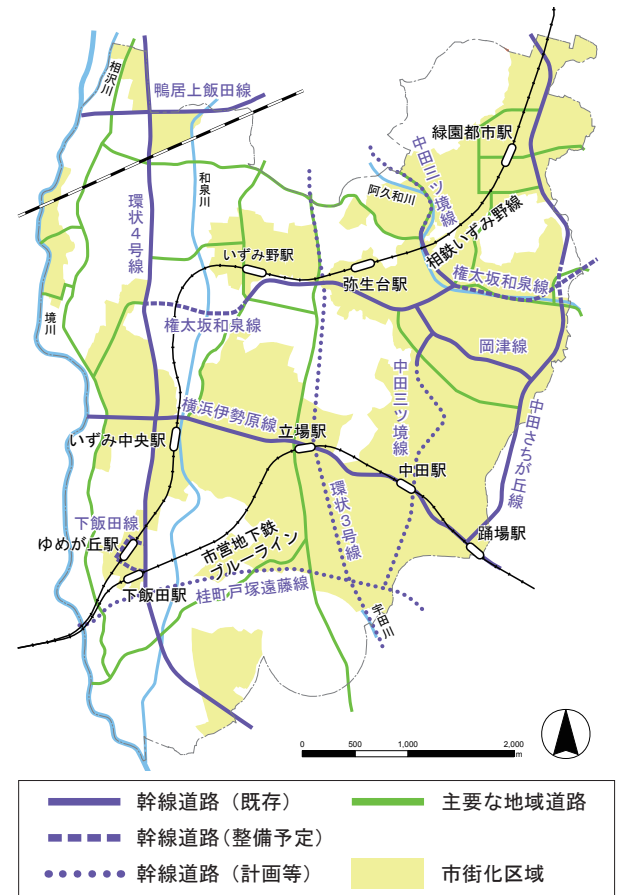 相沢川
鴨居上飯田線
緑園都市駅
和泉川
中田三ツ境線
阿久和川
環状4号線
相鉄いずみ野線
いずみ野駅
弥生台駅
権太坂和泉線
境川
権太坂和泉線
岡津線
中田三ツ境線
横浜伊勢原線
立場駅
いずみ中央駅
中田さちが丘線
中田駅
環状3号線
下飯田線
市営地下鉄
ブルーライン
踊場駅
ゆめが丘駅
下飯田駅
桂町戸塚遠藤線
宇田川
0 500 1,000 2,000
m
幹線道路（既存）
主要な地域道路
幹線道路（整備予定）
幹線道路（計画等）
市街化区域